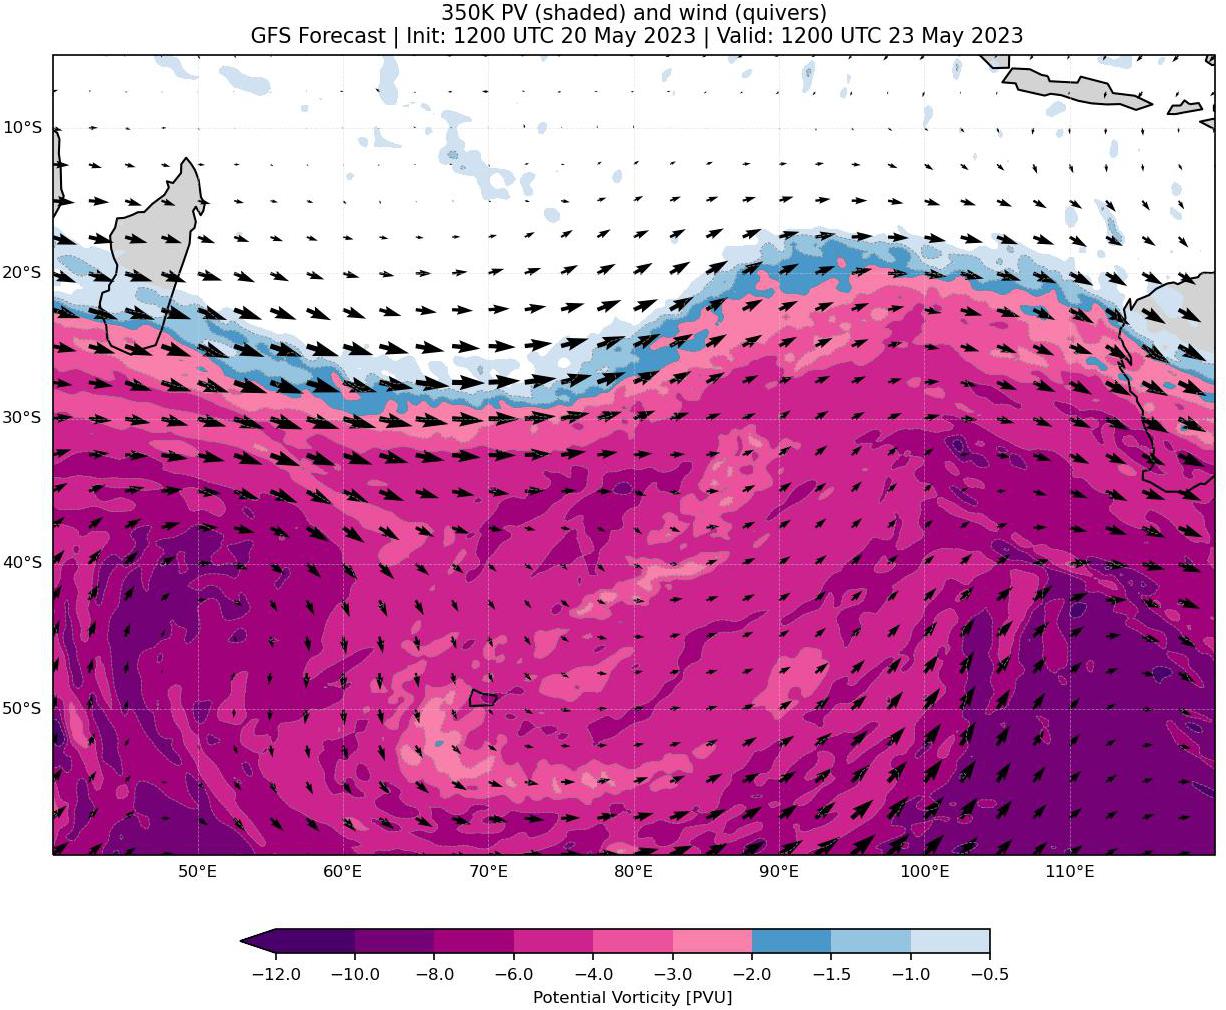 350K PV (shaded) and wind (quivers)
GFS Forecast | Init: 1200 UTC 20 May 2023 | Valid: 1200 UTC 23 May 2023
10°S
20°S
30°S
40°S
50°S
50°E 60°E 70°E 80°E 90°E 100°E 110°E
−12.0 −10.0 −8.0 −6.0 −4.0 −3.0 −2.0 −1.5 −1.0 −0.5
Potential Vorticity [PVU]